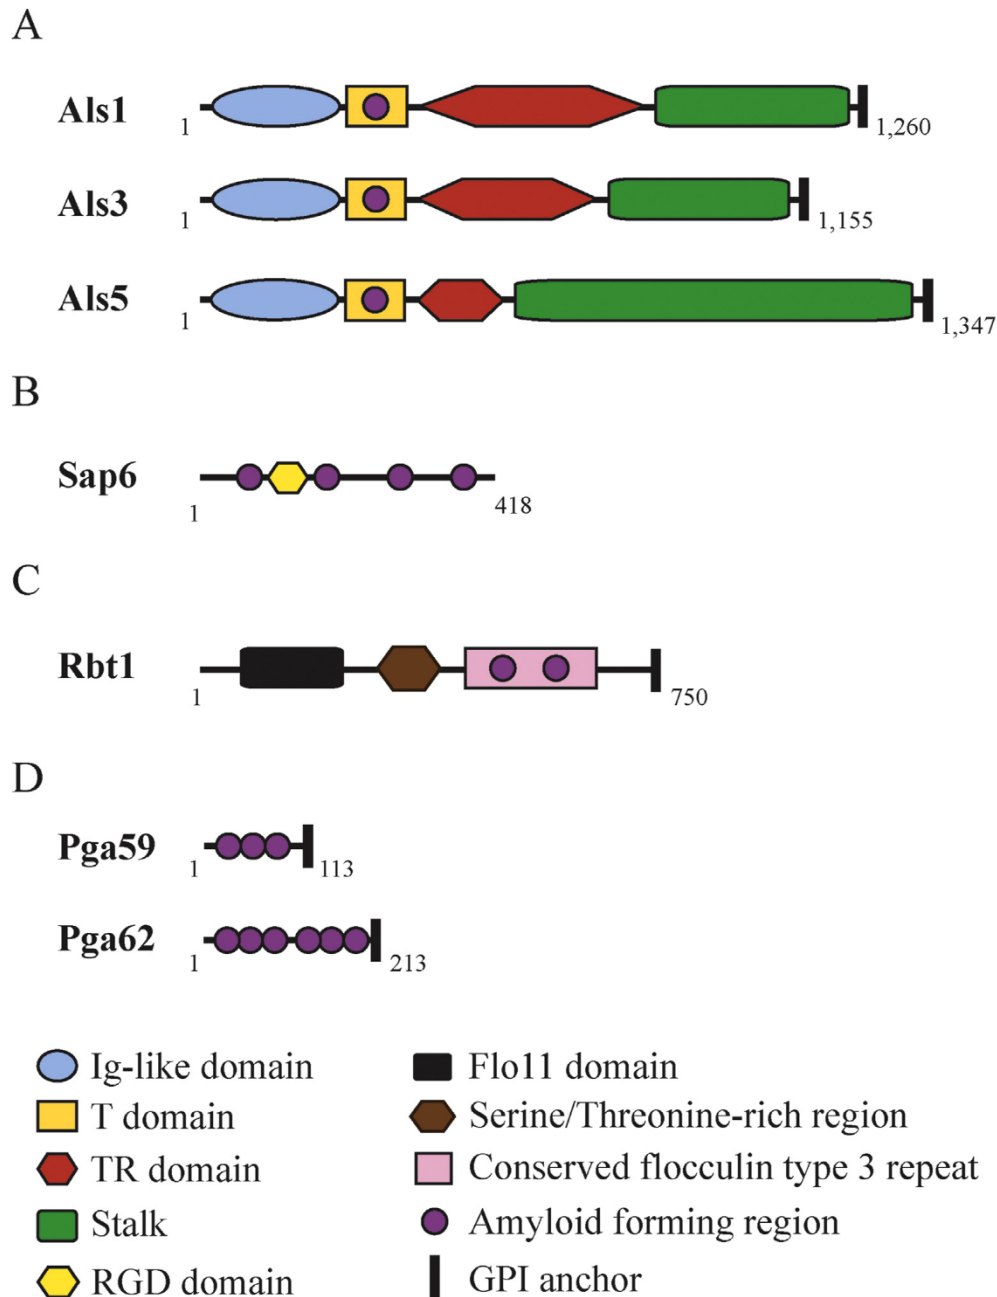 A
Als1
1
1,260
Als3
1
1,155
Als5
1
1,347
B
Sap6
1
418
C
Rbt1
1
750
D
Pga59
1
113
Pga62
1
213
Ig-like domain
T domain
TR domain
Stalk
RGD domain
Flo11 domain
Serine/Threonine-rich region
Conserved flocculin type 3 repeat
Amyloid forming region
GPI anchor